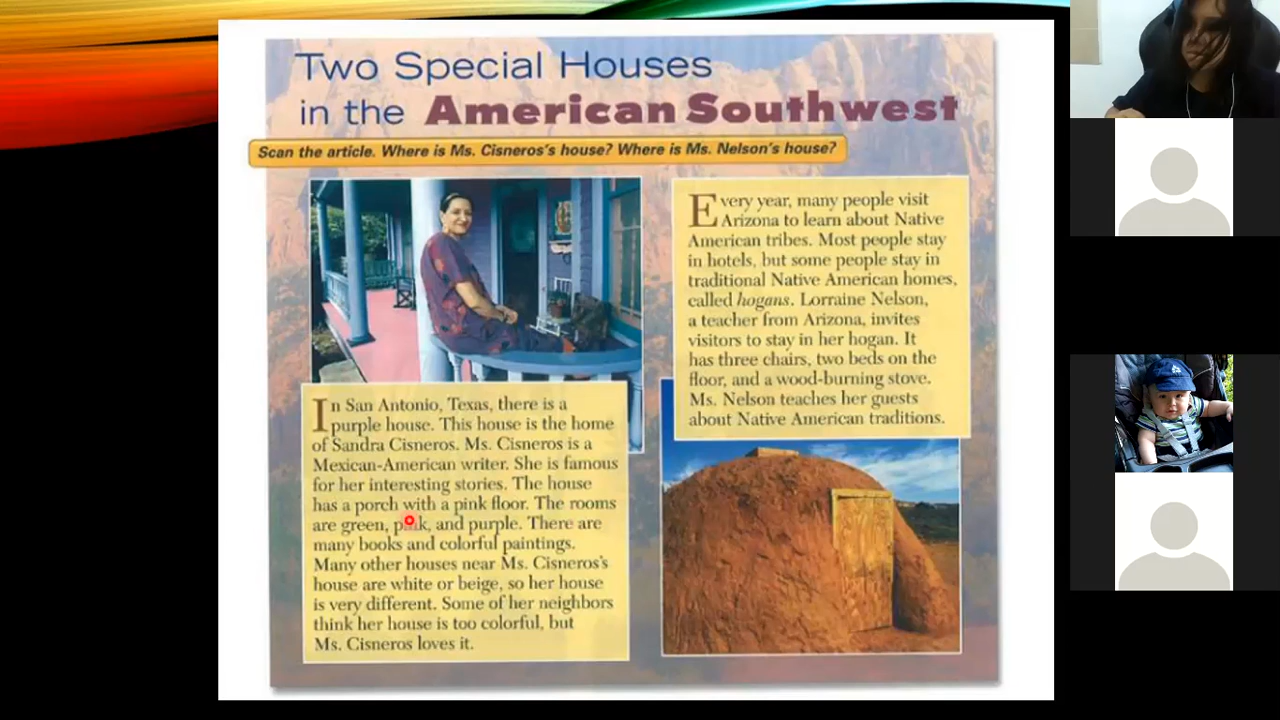 Two Special Houses
in the American Southwest
Scan the article. Where is Ms. Cisneros's house? Where is Ms. Nelson's house?
In San Antonio, Texas, there is a
purple house. This house is the home
of Sandra Cisneros. Ms. Cisneros is a
Mexican-American writer. She is famous
for her interesting stories. The house
has a porch with a pink floor. The rooms
are green, pink, and purple. There are
many books and colorful paintings.
Many other houses near Ms. Cisneros's
house are white or beige, so her house
is very different. Some of her neighbors
think her house is too colorful, but
Ms. Cisneros loves it.
Every year, many people visit
Arizona to learn about Native
American tribes. Most people stay
in hotels, but some people stay in
traditional Native American homes,
called hogans. Lorraine Nelson,
a teacher from Arizona, invites
visitors to stay in her hogan. It
has three chairs, two beds on the
floor, and a wood-burning stove.
Ms. Nelson teaches her guests
about Native American traditions.